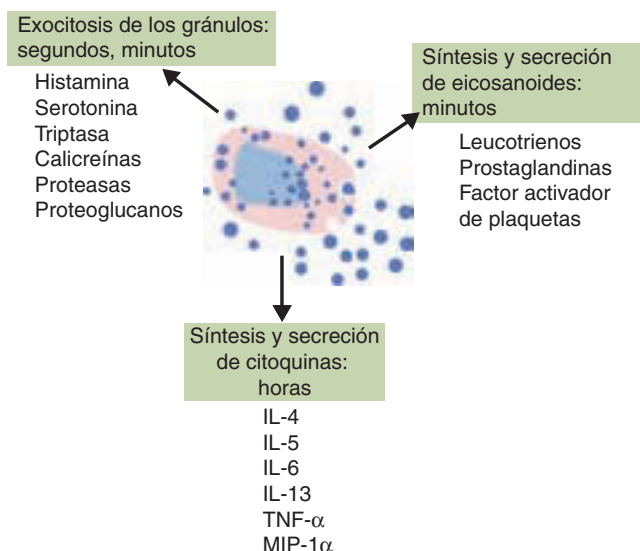 Exocitosis de los gránulos:
segundos, minutos
Histamina
Serotonina
Triptasa
Calicreínas
Proteasas
Proteoglucanos
Síntesis y secreción
de eicosanoides:
minutos
Leucotrienos
Prostaglandinas
Factor activador
de plaquetas
Síntesis y secreción
de citoquinas:
horas
IL-4
IL-5
IL-6
IL-13
TNF-α
MIP-1α